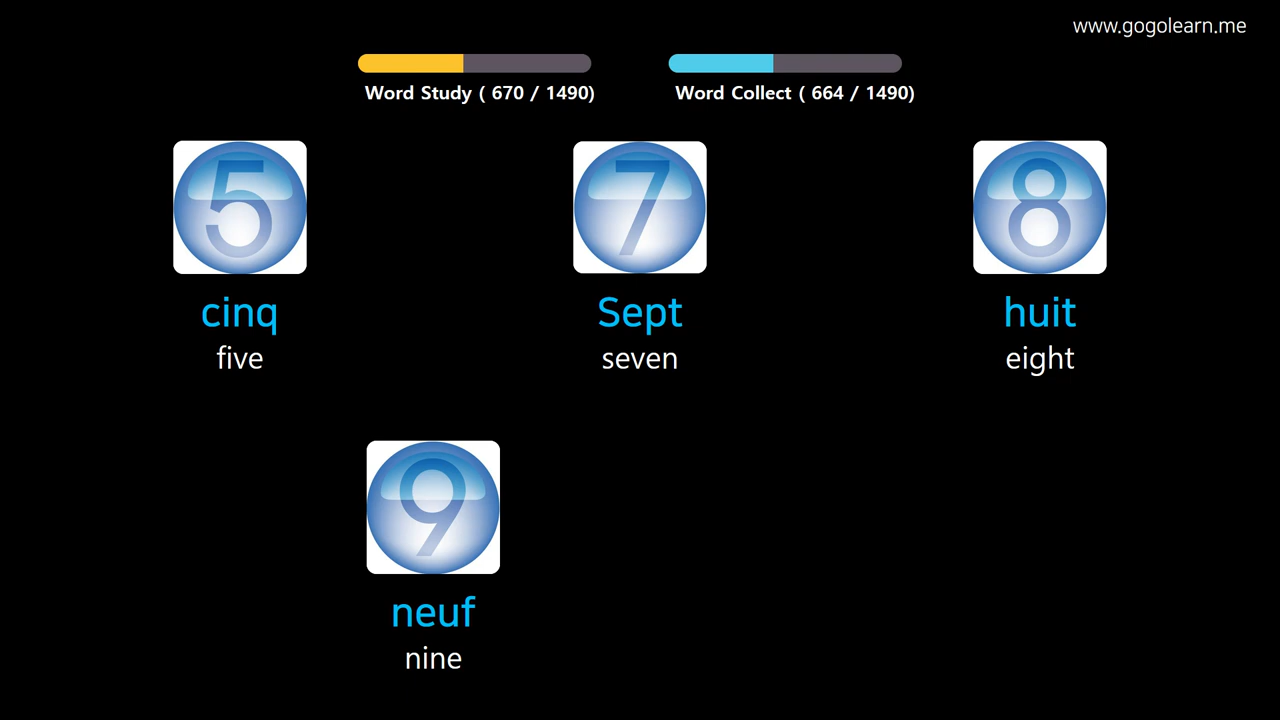 www.gogolearn.me
Word Study ( 670 / 1490)
Word Collect ( 664 / 1490)
5
7
8
cinq
Sept
huit
five
seven
eight
9
neuf
nine